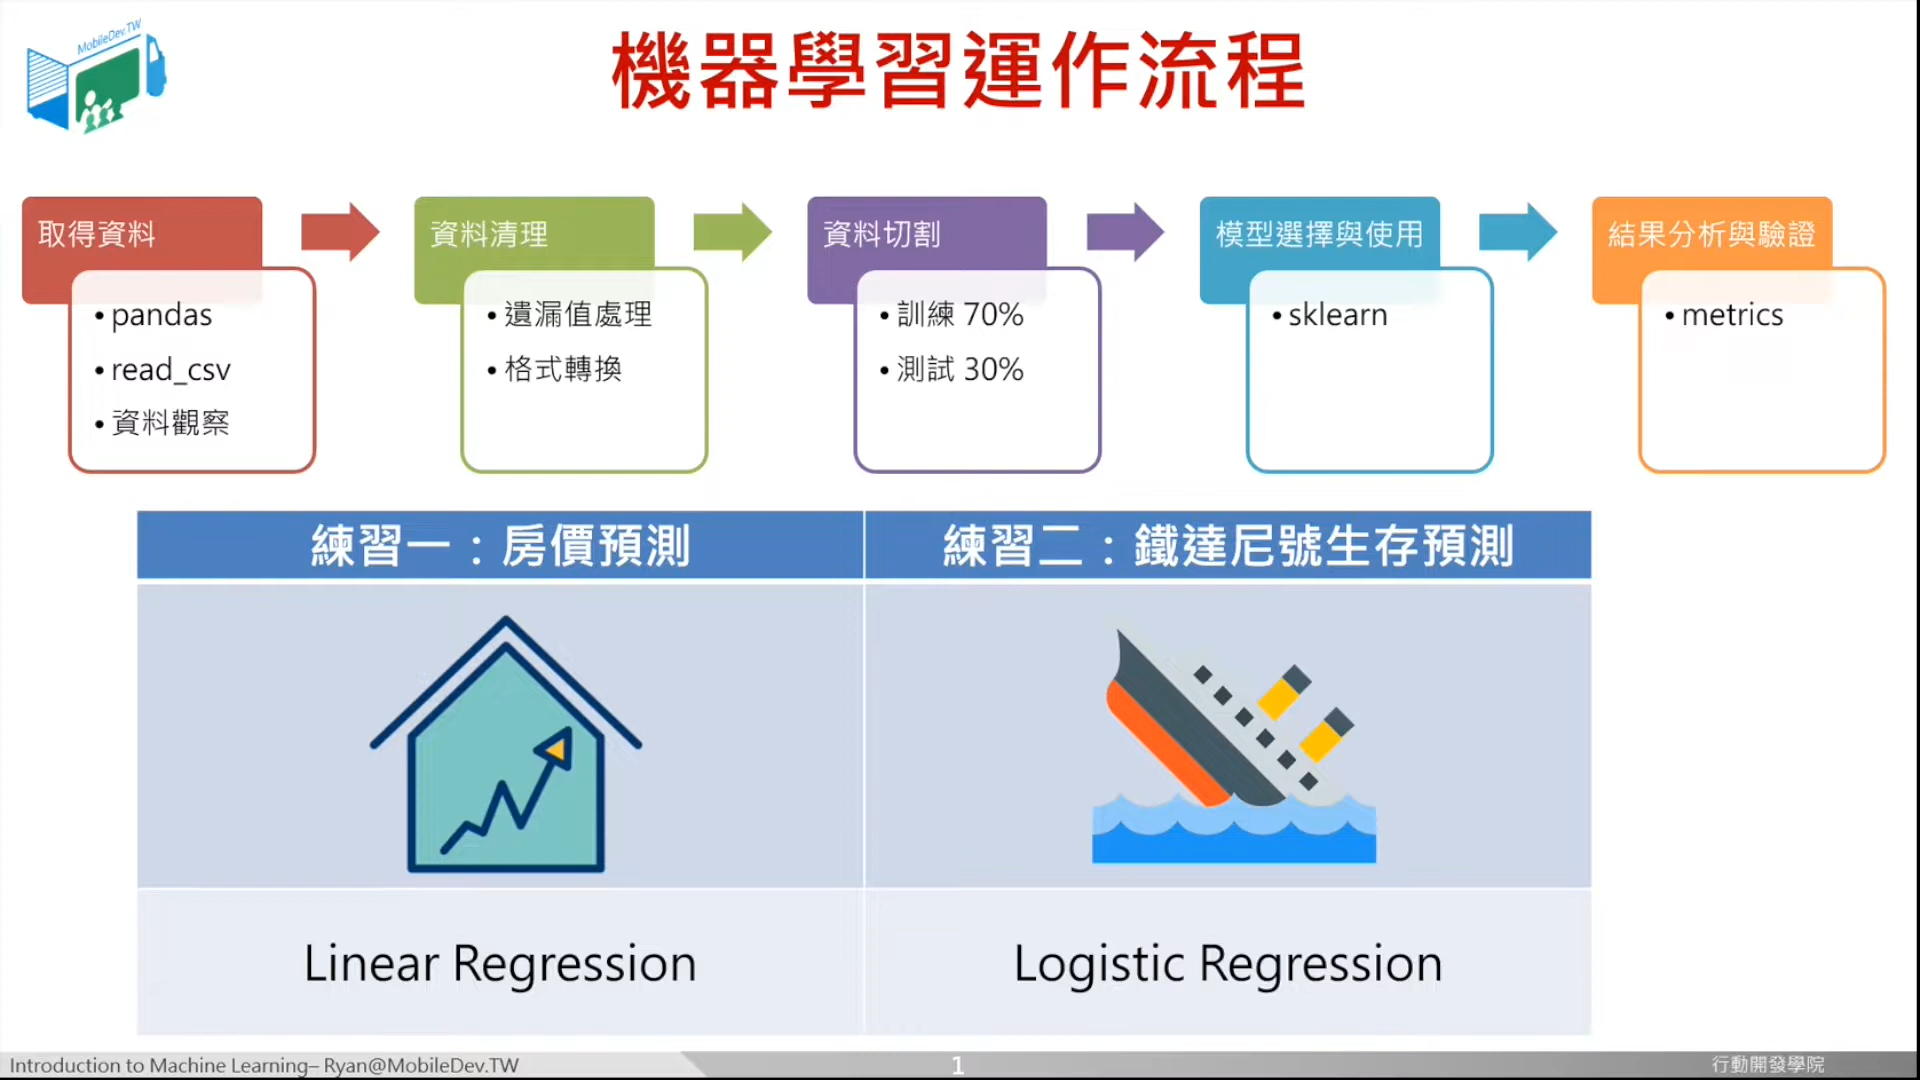 MobileDev.TW
機器學習運作流程
取得資料
• pandas
• read_csv
• 資料觀察
資料清理
• 遺漏值處理
• 格式轉換
資料切割
• 訓練 70%
• 測試 30%
模型選擇與使用
• sklearn
結果分析與驗證
• metrics
練習一：房價預測
練習二：鐵達尼號生存預測
Linear Regression
Logistic Regression
Introduction to Machine Learning– Ryan@MobileDev.TW
1
行動開發學院